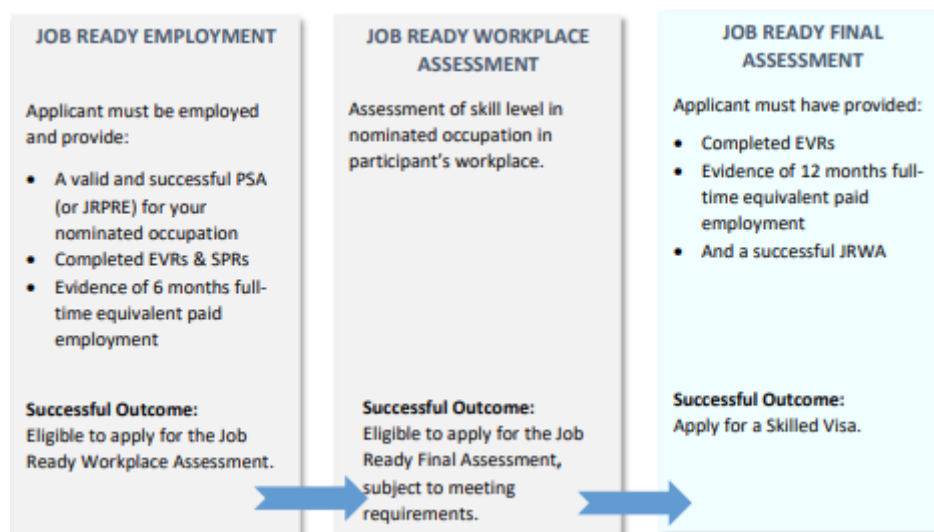 JOB READY EMPLOYMENT
Applicant must be employed
and provide:
• A valid and successful PSA
(or JRPRE) for your
nominated occupation
• Completed EVRs & SPRs
• Evidence of 6 months full-
time equivalent paid
employment
Successful Outcome:
Eligible to apply for the Job
Ready Workplace Assessment.
JOB READY WORKPLACE
ASSESSMENT
Assessment of skill level in
nominated occupation in
participant's workplace.
Successful Outcome:
Eligible to apply for the Job
Ready Final Assessment,
subject to meeting
requirements.
JOB READY FINAL
ASSESSMENT
Applicant must have provided:
• Completed EVRs
• Evidence of 12 months full-
time equivalent paid
employment
• And a successful JRWA
Successful Outcome:
Apply for a Skilled Visa.